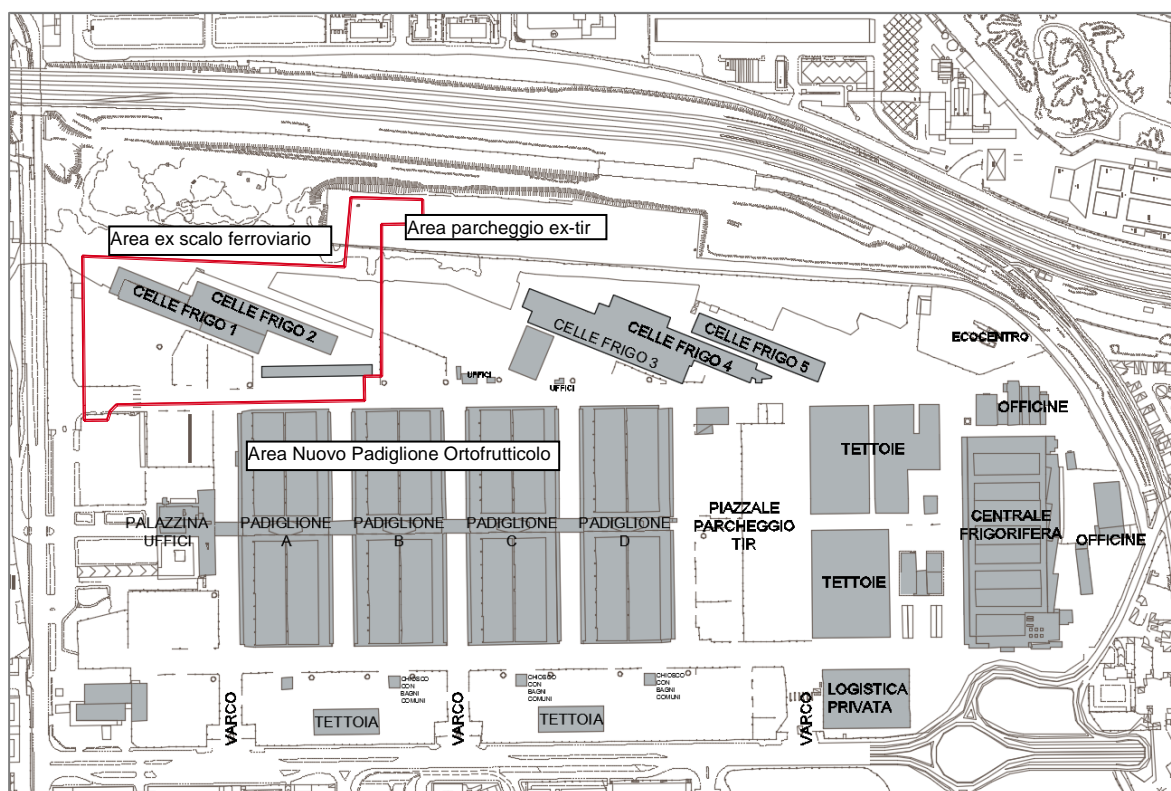 Area ex scalo ferroviario
Area parcheggio ex-tir
CELLE FRIGO 1
CELLE FRIGO 2
CELLE FRIGO 3
CELLE FRIGO 4
CELLE FRIGO 5
ECOCENTRO
UFFICI
UFFICI
OFFICINE
TETTOIE
Area Nuovo Padiglione Ortofrutticolo
PALAZZINA
UFFICI
PADIGLIONE
A
PADIGLIONE
B
PADIGLIONE
C
PADIGLIONE
D
PIAZZALE
PARCHEGGIO
TIR
CENTRALE
FRIGORIFERA
OFFICINE
TETTOIE
CHIOSCO
CON
BAGNI
COMUNI
CHIOSCO
CON
BAGNI
COMUNI
CHIOSCO
CON
BAGNI
COMUNI
LOGISTICA
PRIVATA
VARCO
TETTOIA
VARCO
TETTOIA
VARCO